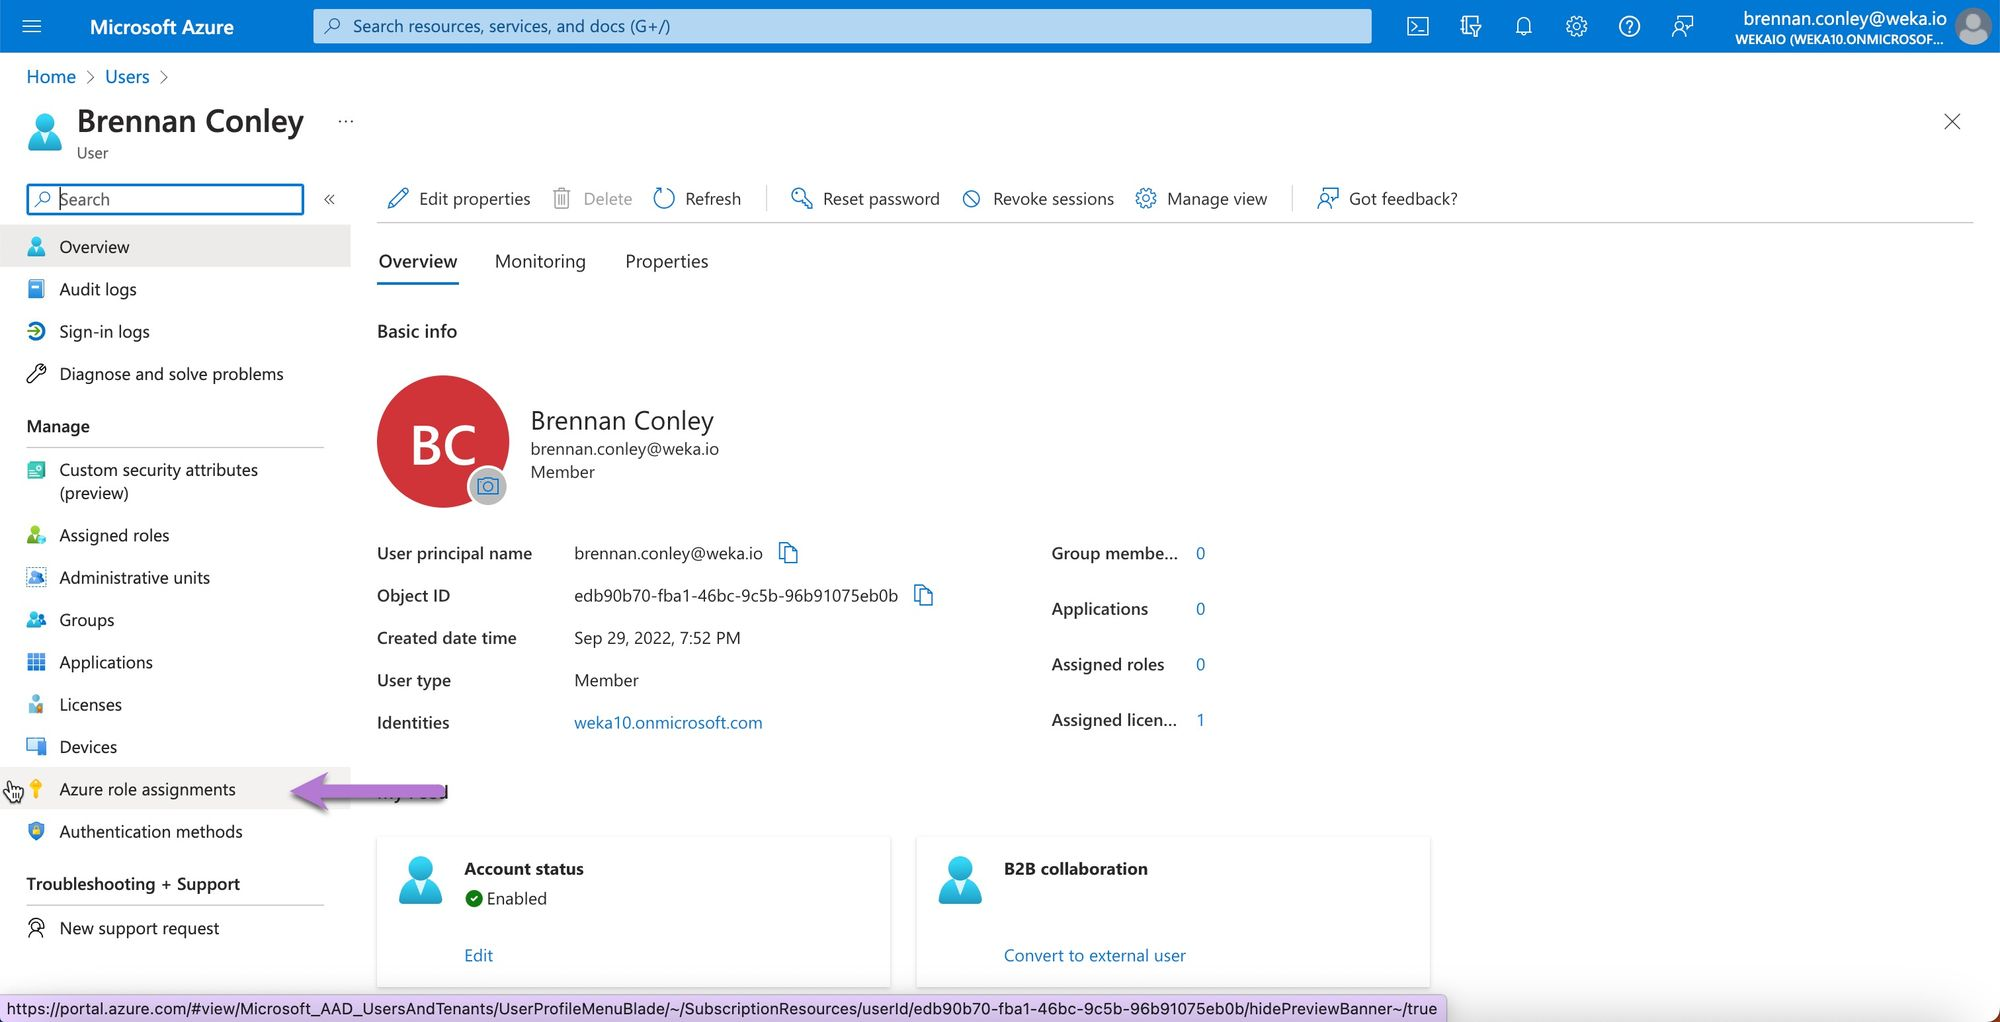 Microsoft Azure
Search resources, services, and docs (G+/)
brennan.conley@weka.io
WEKAIO (WEKA10.ONMICROSOF...
Home > Users >
Brennan Conley ...
User
Search
«
Edit properties
Delete
Refresh
Reset password
Revoke sessions
Manage view
Got feedback?
Overview
Audit logs
Sign-in logs
Diagnose and solve problems
Manage
Custom security attributes
(preview)
Assigned roles
Administrative units
Groups
Applications
Licenses
Devices
Azure role assignments
Authentication methods
Troubleshooting + Support
New support request
Overview
Monitoring
Properties
Basic info
BC
Brennan Conley
brennan.conley@weka.io
Member
User principal name brennan.conley@weka.io
Object ID edb90b70-fba1-46bc-9c5b-96b91075eb0b
Created date time Sep 29, 2022, 7:52 PM
User type Member
Identities weka10.onmicrosoft.com
Group membe... 0
Applications 0
Assigned roles 0
Assigned licen... 1
Account status
Enabled
Edit
B2B collaboration
Convert to external user
https://portal.azure.com/#view/Microsoft_AAD_UsersAndTenants/UserProfileMenuBlade/~/SubscriptionResources/userId/edb90b70-fba1-46bc-9c5b-96b91075eb0b/hidePreviewBanner~/true